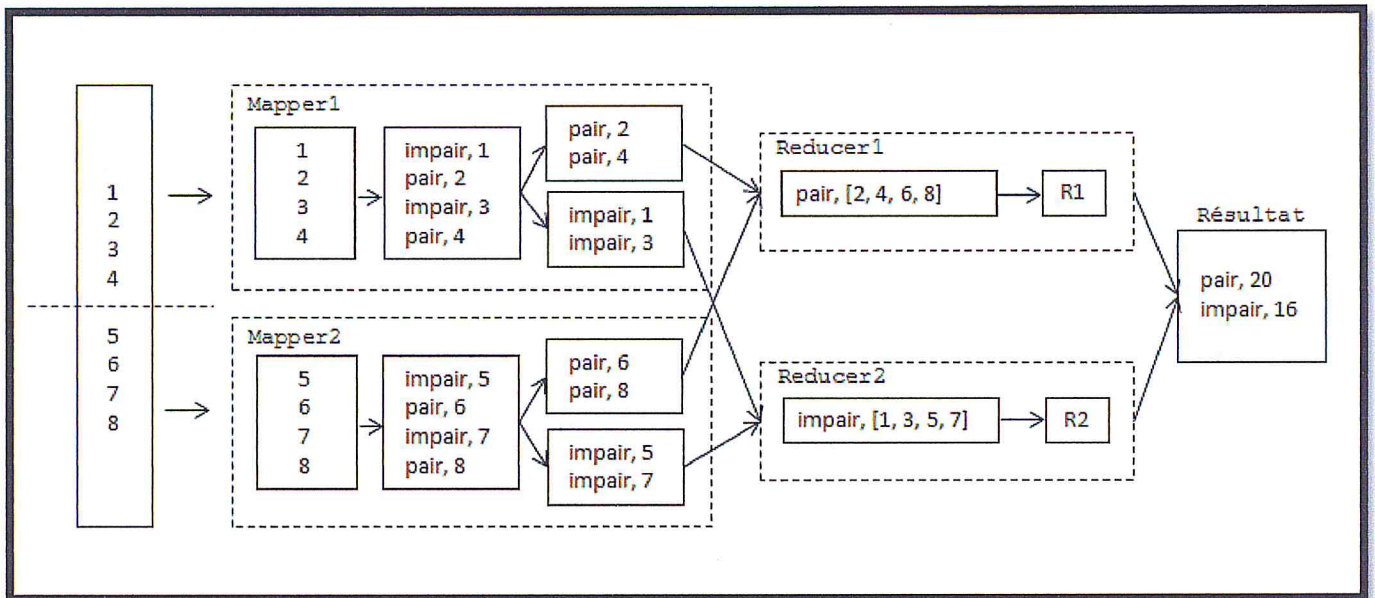 1
2
3
4
5
6
7
8
Mapper1
1
2
3
4
impair, 1
pair, 2
impair, 3
pair, 4
pair, 2
pair, 4
impair, 1
impair, 3
Mapper2
5
6
7
8
impair, 5
pair, 6
impair, 7
pair, 8
pair, 6
pair, 8
impair, 5
impair, 7
Reducer1
pair, [2, 4, 6, 8]
R1
Reducer2
impair, [1, 3, 5, 7]
R2
Résultat
pair, 20
impair, 16